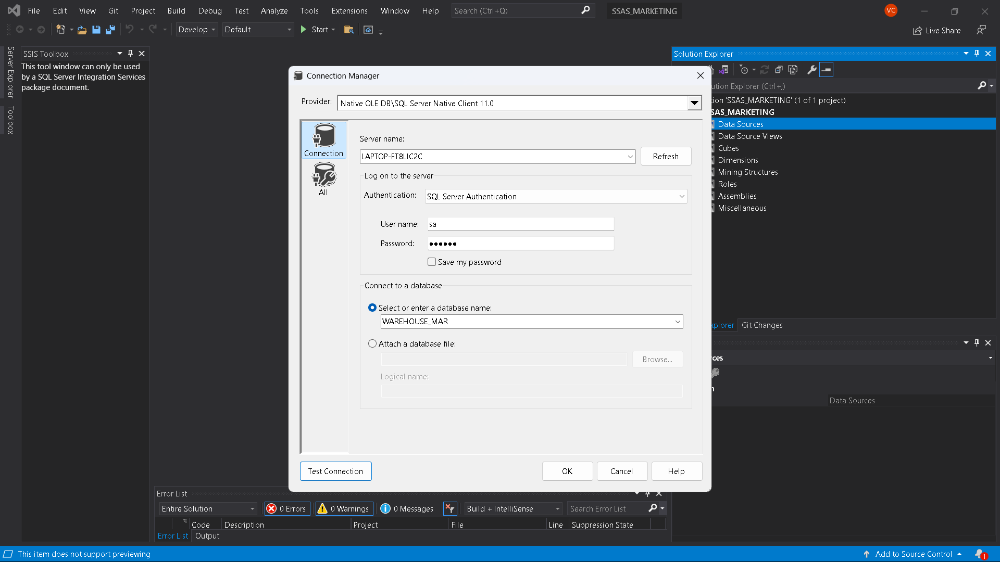 File Edit View Git Project Build Debug Test Analyze Tools Extensions Window Help Search (Ctrl+Q) SSAS_MARKETING VC
Develop Default Start Live Share
Server Explorer
Toolbox
SSIS Toolbox
This tool window can only be used
by a SQL Server Integration Services
package document.
Connection Manager
Provider: Native OLE DB\SQL Server Native Client 11.0
Connection
All
Server name:
LAPTOP-FT8LIC2C Refresh
Log on to the server
Authentication: SQL Server Authentication
User name: sa
Password: ●●●●●●
Save my password
Connect to a database
Select or enter a database name:
WAREHOUSE_MAR
Attach a database file:
Browse...
Logical name:
Test Connection OK Cancel Help
Solution Explorer
ution Explorer (Ctrl+;)
tion 'SSAS_MARKETING' (1 of 1 project)
SAS_MARKETING
Data Sources
Data Source Views
Cubes
Dimensions
Mining Structures
Roles
Assemblies
Miscellaneous
xplorer Git Changes
rces
n
Data Sources
Error List
Entire Solution 0 Errors 0 Warnings 0 Messages Build + IntelliSense Search Error List
Code Description Project File Line Suppression State
Error List Output
This item does not support previewing Add to Source Control 1